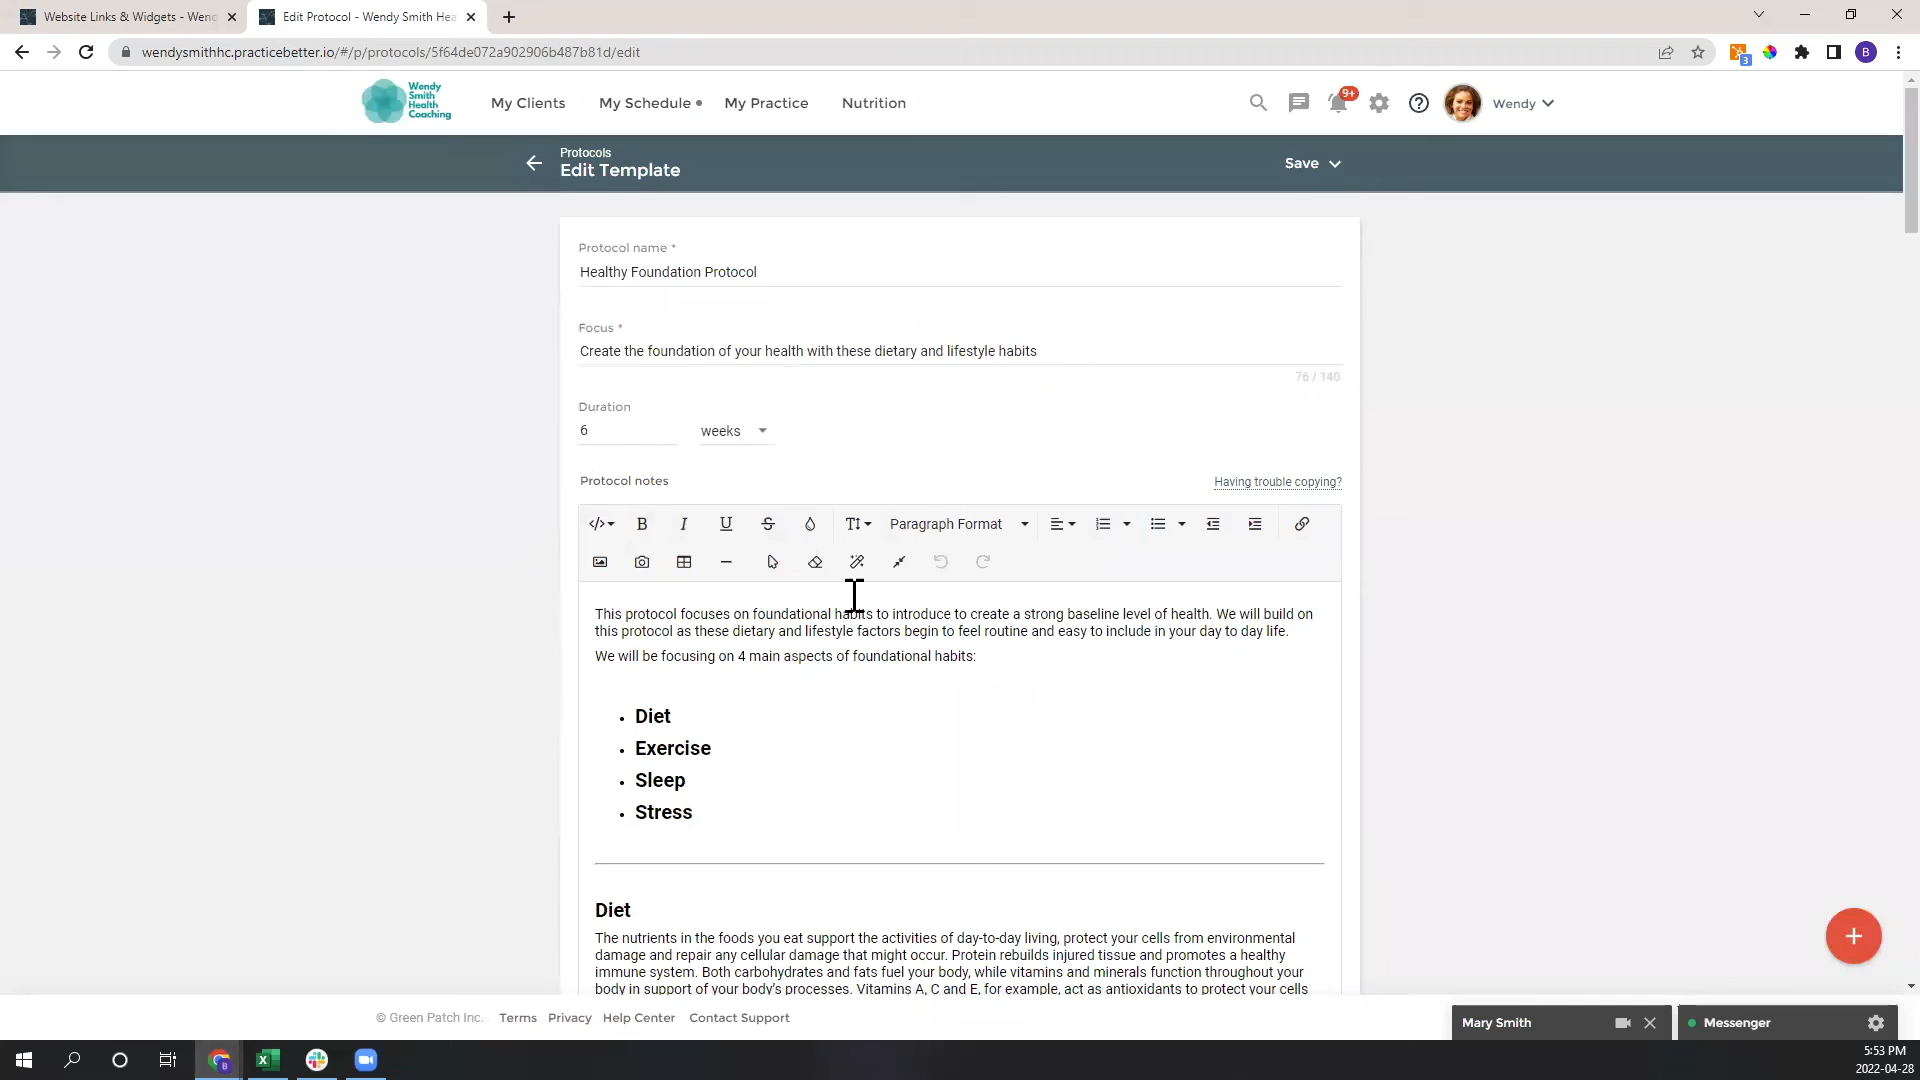 Website Links & Widgets - Wend
Edit Protocol - Wendy Smith Hea
wendysmithhc.practicebetter.io/#/p/protocols/5f64de072a902906b487b81d/edit
3
B
Wendy
Smith
Health
Coaching
My Clients
My Schedule
My Practice
Nutrition
9+
Wendy
Protocols
Edit Template
Save
Protocol name *
Healthy Foundation Protocol
Focus *
Create the foundation of your health with these dietary and lifestyle habits
76 / 140
Duration
6 weeks
Protocol notes
Having trouble copying?
Paragraph Format
This protocol focuses on foundational habits to introduce to create a strong baseline level of health. We will build on
this protocol as these dietary and lifestyle factors begin to feel routine and easy to include in your day to day life.
We will be focusing on 4 main aspects of foundational habits:
• Diet
• Exercise
• Sleep
• Stress
Diet
The nutrients in the foods you eat support the activities of day-to-day living, protect your cells from environmental
damage and repair any cellular damage that might occur. Protein rebuilds injured tissue and promotes a healthy
immune system. Both carbohydrates and fats fuel your body, while vitamins and minerals function throughout your
body in support of your body's processes. Vitamins A, C and E, for example, act as antioxidants to protect your cells
© Green Patch Inc.
Terms
Privacy
Help Center
Contact Support
Mary Smith
Messenger
5:53 PM
2022-04-28